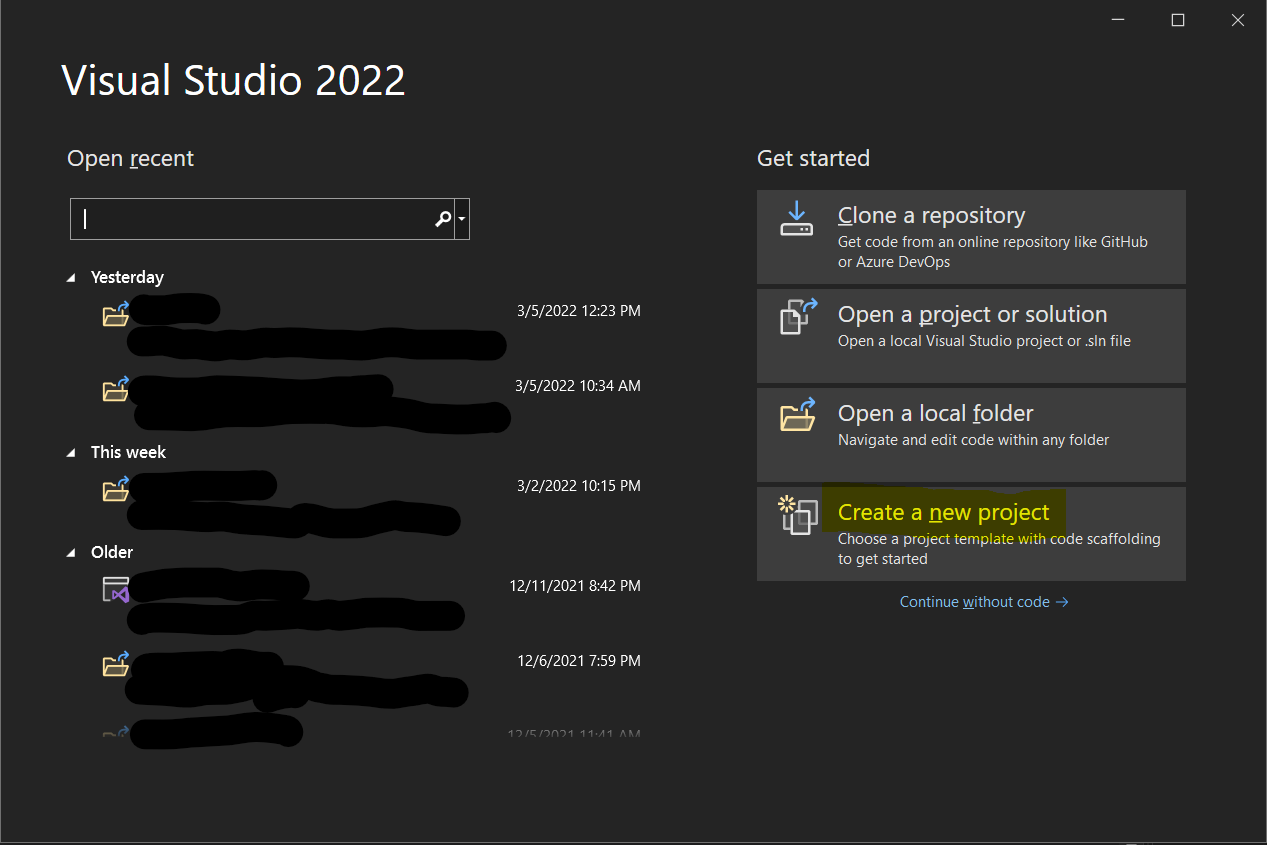 Visual Studio 2022
Open recent
Yesterday
3/5/2022 12:23 PM
3/5/2022 10:34 AM
This week
3/2/2022 10:15 PM
Older
12/11/2021 8:42 PM
12/6/2021 7:59 PM
12/5/2021 11:41 AM
Get started
Clone a repository
Get code from an online repository like GitHub
or Azure DevOps
Open a project or solution
Open a local Visual Studio project or .sln file
Open a local folder
Navigate and edit code within any folder
Create a new project
Choose a project template with code scaffolding
to get started
Continue without code →